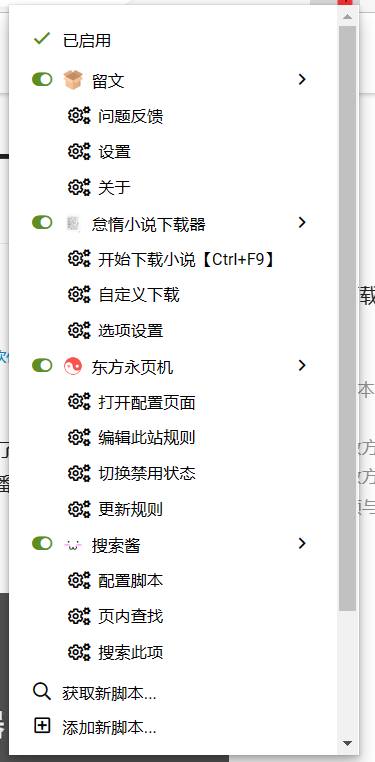 已启用
留文
问题反馈
设置
关于
怠惰小说下载器
开始下载小说【Ctrl+F9】
自定义下载
选项设置
东方永页机
打开配置页面
编辑此站规则
切换禁用状态
更新规则
搜索酱
配置脚本
页内查找
搜索此项
获取新脚本...
添加新脚本...